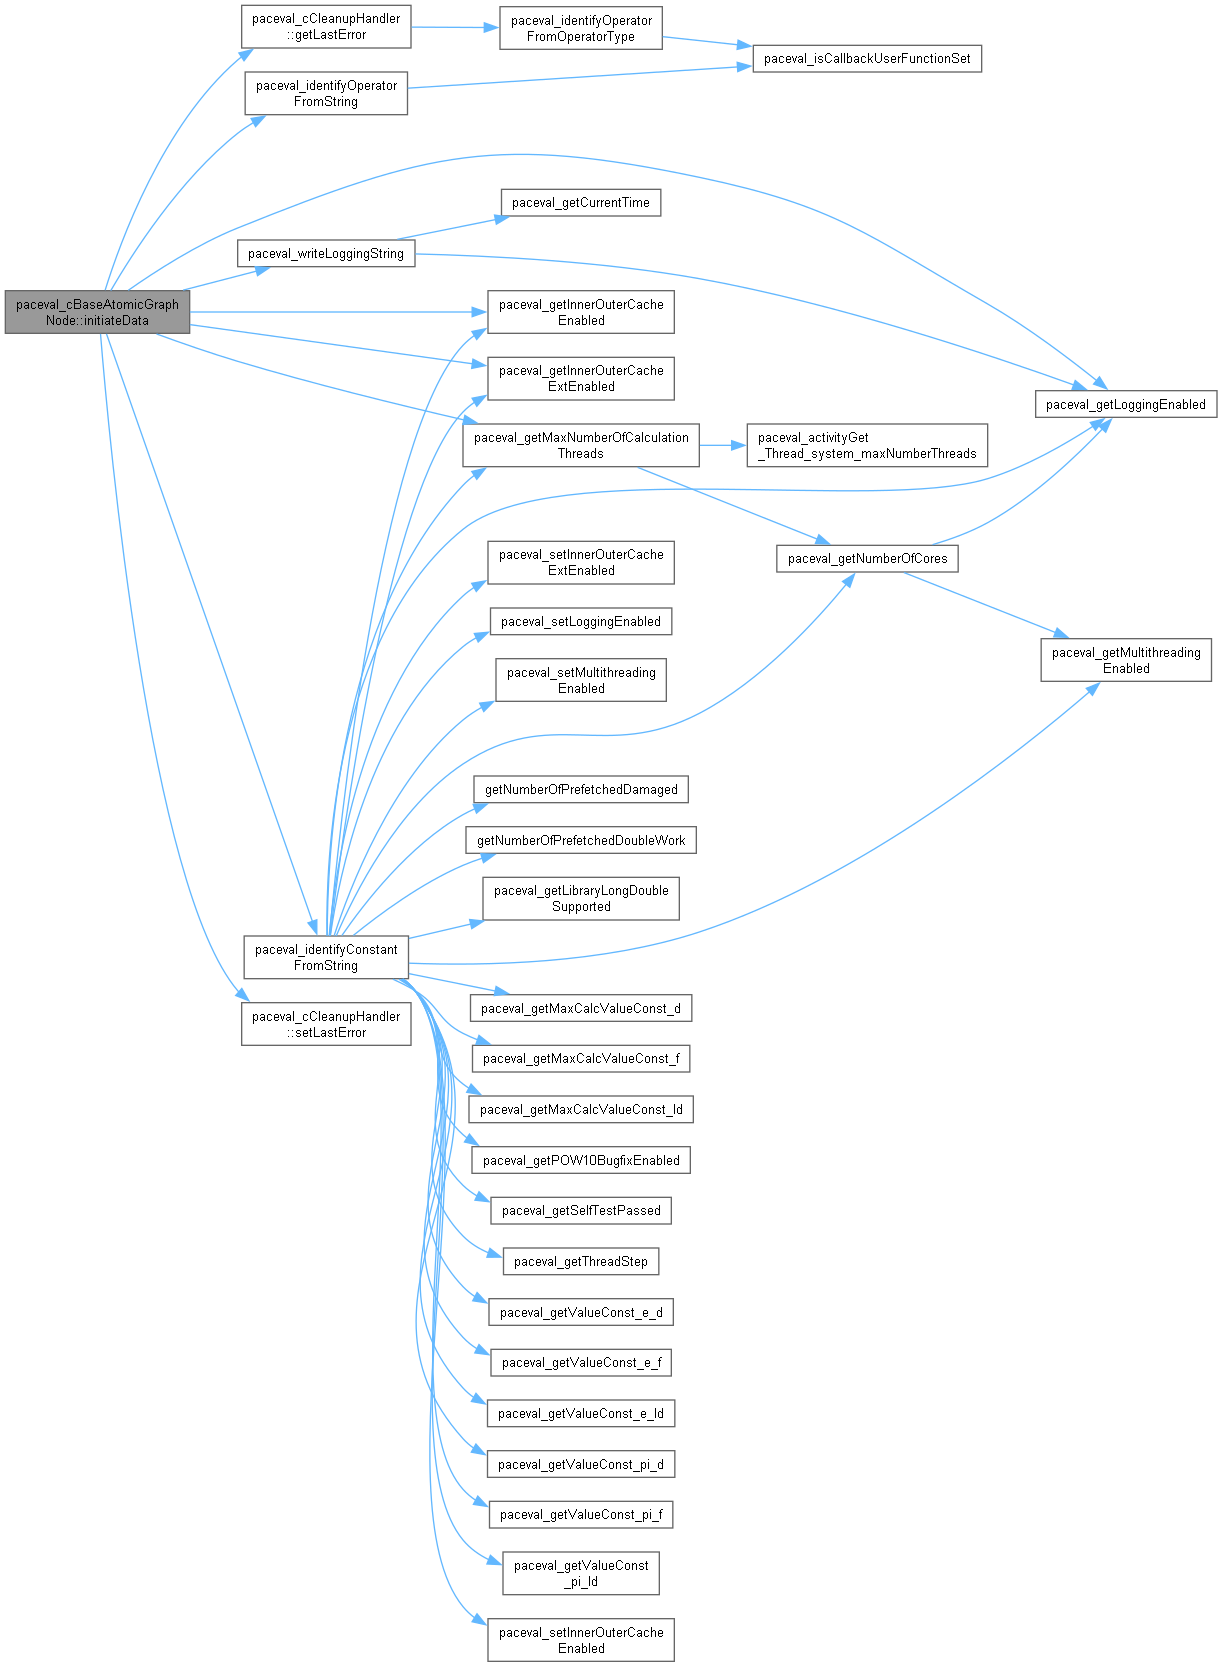 paceval_cCleanupHandler
::getLastError
paceval_identifyOperator
FromOperatorType
paceval_isCallbackUserFunctionSet
paceval_identifyOperator
FromString
paceval_getCurrentTime
paceval_writeLoggingString
paceval_cBaseAtomicGraph
Node::initiateData
paceval_getInnerOuterCache
Enabled
paceval_getInnerOuterCache
ExtEnabled
paceval_getLoggingEnabled
paceval_getMaxNumberOfCalculation
Threads
paceval_activityGet
_Thread_system_maxNumberThreads
paceval_setInnerOuterCache
ExtEnabled
paceval_getNumberOfCores
paceval_setLoggingEnabled
paceval_getMultithreading
Enabled
paceval_setMultithreading
Enabled
getNumberOfPrefetchedDamaged
getNumberOfPrefetchedDoubleWork
paceval_getLibraryLongDouble
Supported
paceval_identifyConstant
FromString
paceval_getMaxCalcValueConst_d
paceval_cCleanupHandler
::setLastError
paceval_getMaxCalcValueConst_f
paceval_getMaxCalcValueConst_ld
paceval_getPOW10BugfixEnabled
paceval_getSelfTestPassed
paceval_getThreadStep
paceval_getValueConst_e_d
paceval_getValueConst_e_f
paceval_getValueConst_e_ld
paceval_getValueConst_pi_d
paceval_getValueConst_pi_f
paceval_getValueConst
_pi_ld
paceval_setInnerOuterCache
Enabled